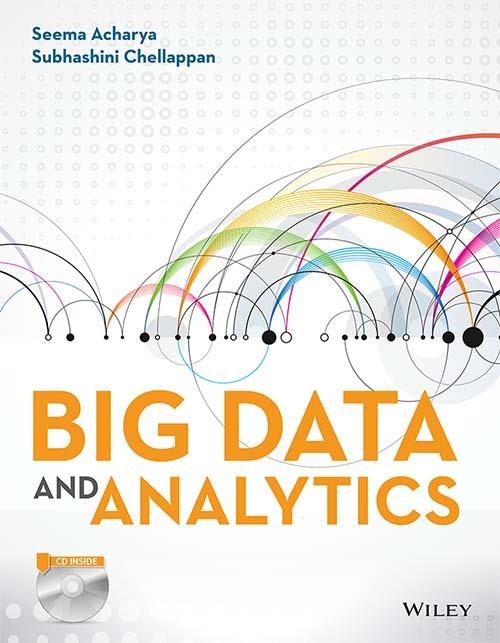 Seema Acharya
Subhashini Chellappan
BIG DATA
AND ANALYTICS
CD INSIDE
WILEY